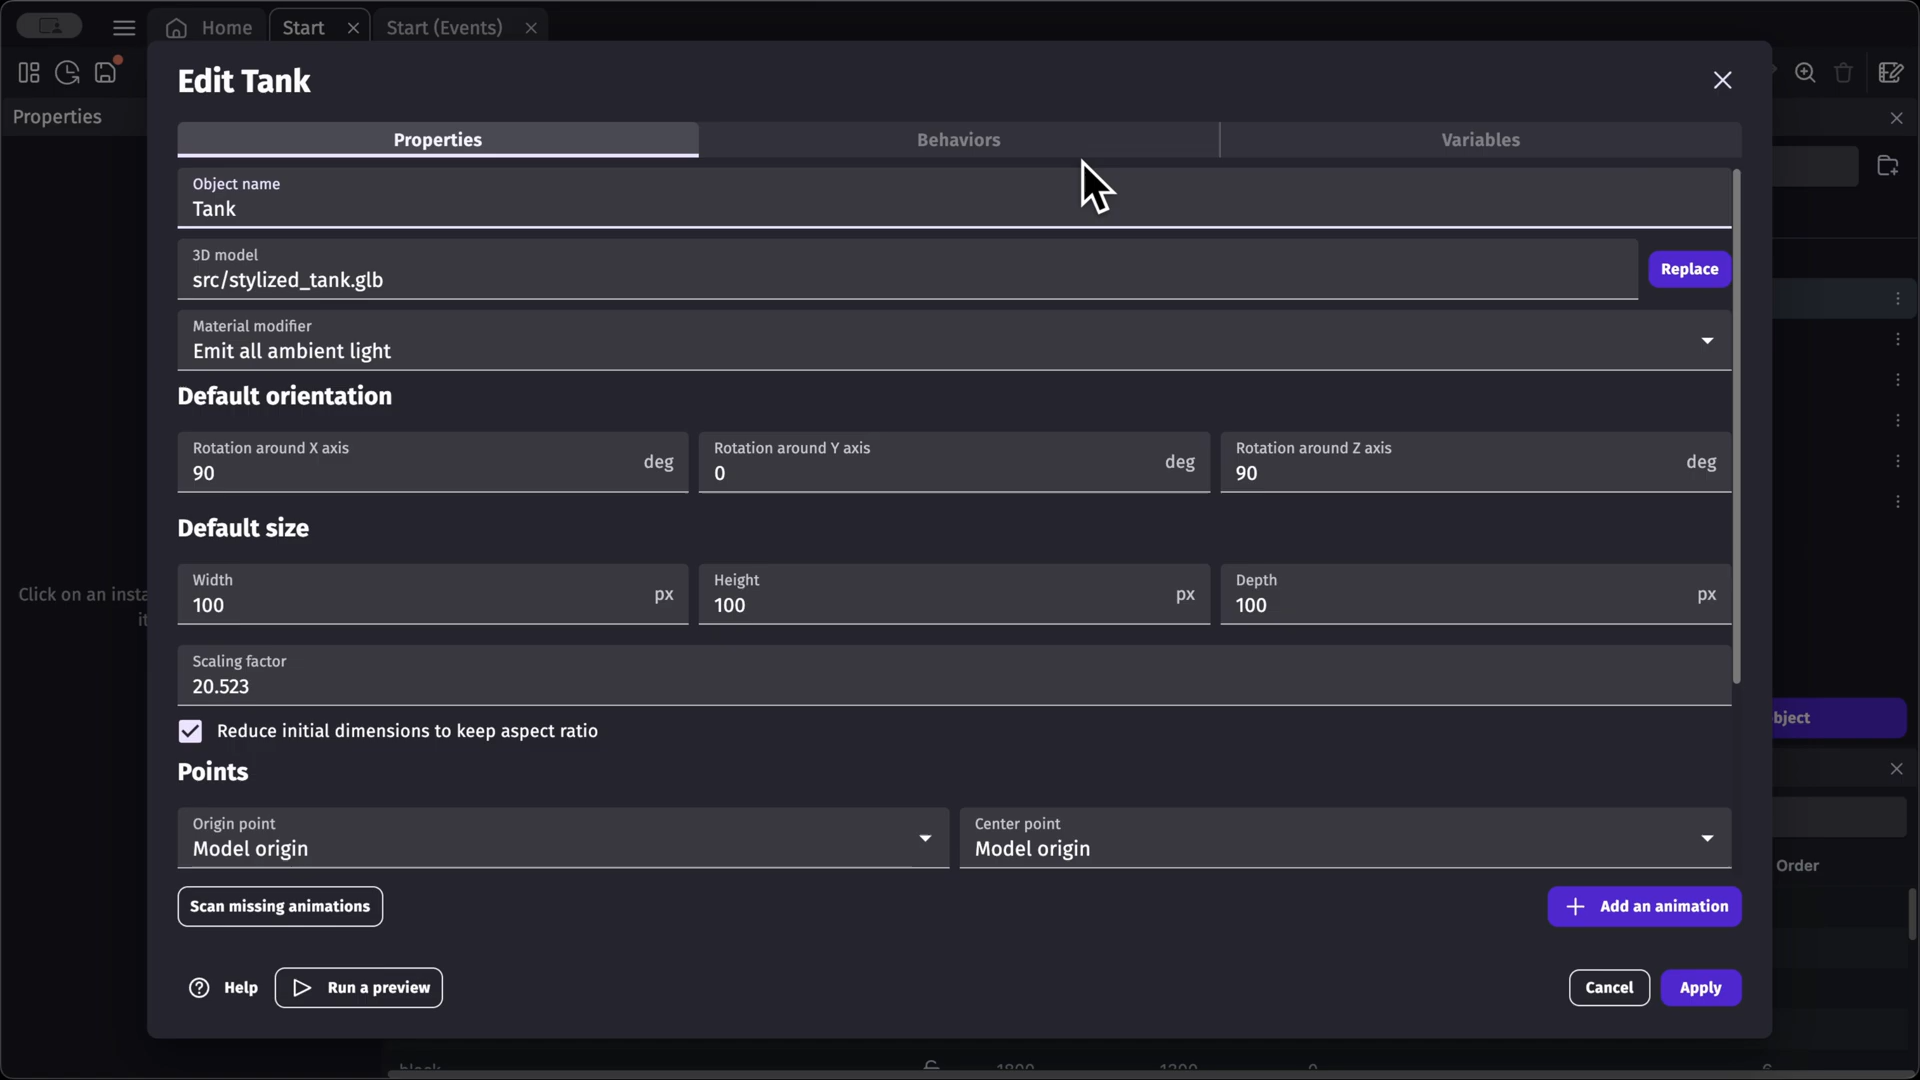 Home
Start
Start (Events)
Properties
Edit Tank
Properties
Behaviors
Variables
Object name
Tank
3D model
src/stylized_tank.glb
Replace
Material modifier
Emit all ambient light
Default orientation
Rotation around X axis
90
deg
Rotation around Y axis
0
deg
Rotation around Z axis
90
deg
Default size
Width
100
px
Height
100
px
Depth
100
px
Click on an insta
it
Scaling factor
20.523
Reduce initial dimensions to keep aspect ratio
bject
Points
Origin point
Model origin
Center point
Model origin
Order
Scan missing animations
Add an animation
Help
Run a preview
Cancel
Apply